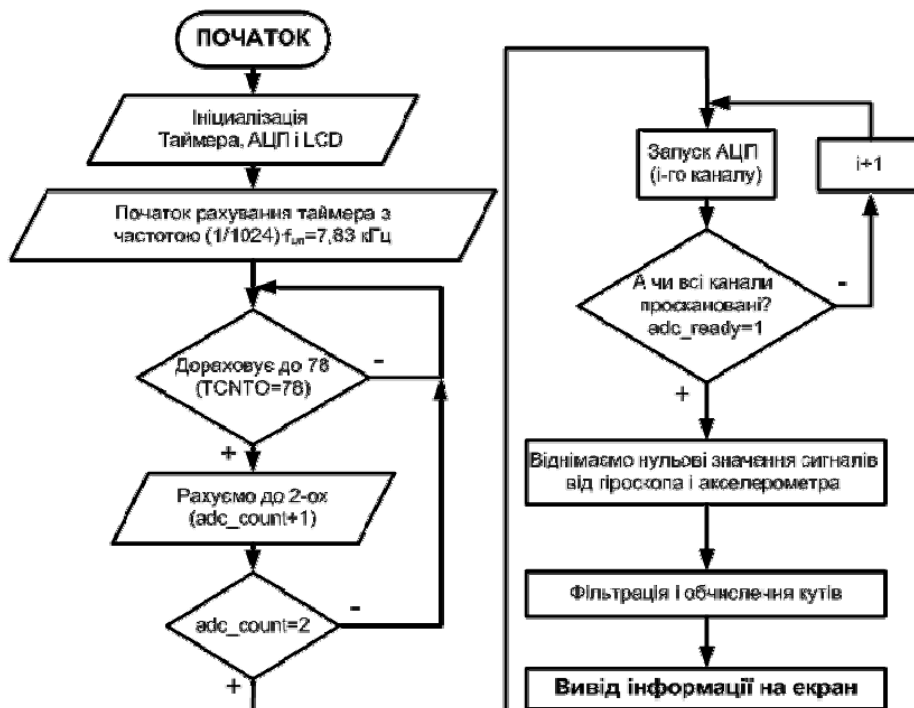 ПОЧАТОК
Ініциалізація
Таймера, АЦП і LCD
Початок рахування таймера з
частотою (1/1024)·fцп=7,83 кГц
Дораховує до 78
(TCNTO=78)
-
+
Рахуємо до 2-ох
(adc_count+1)
adc_count=2
-
+
Запуск АЦП
(і-го каналу)
i+1
А чи всі канали
проскановані?
adc_ready=1
-
+
Віднімаємо нульові значення сигналів
від гіроскопа і акселерометра
Фільтрація і обчислення кутів
Вивід інформації на екран